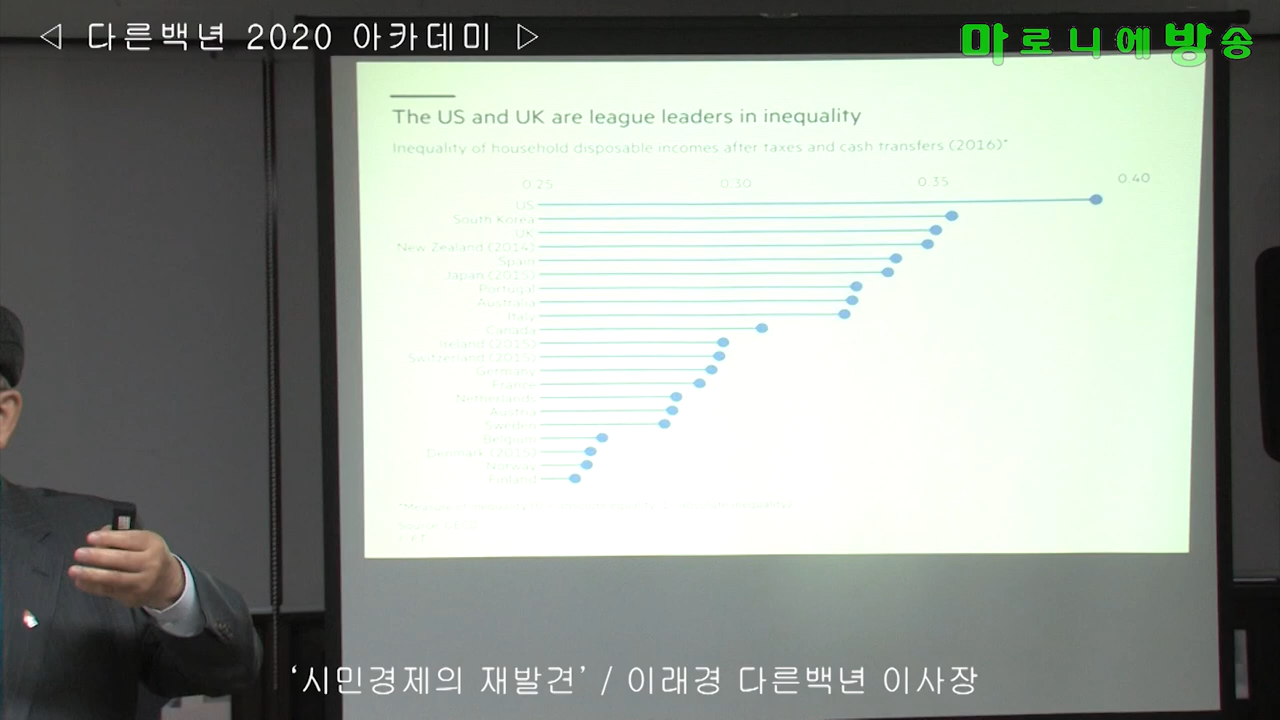 ◁ 다른백년 2020 아카데미 ▷
마로니에방송
The US and UK are league leaders in inequality
Inequality of household disposable incomes after taxes and cash transfers (2016)*
0.25 0.30 0.35 0.40
US
South Korea
UK
New Zealand (2014)
Spain
Japan (2015)
Portugal
Australia
Italy
Canada
Ireland (2015)
Switzerland (2015)
Germany
France
Netherlands
Austria
Sweden
Belgium
Denmark (2015)
Norway
Finland
*Measure of inequality
Source:
‘시민경제의 재발견’ / 이래경 다른백년 이사장